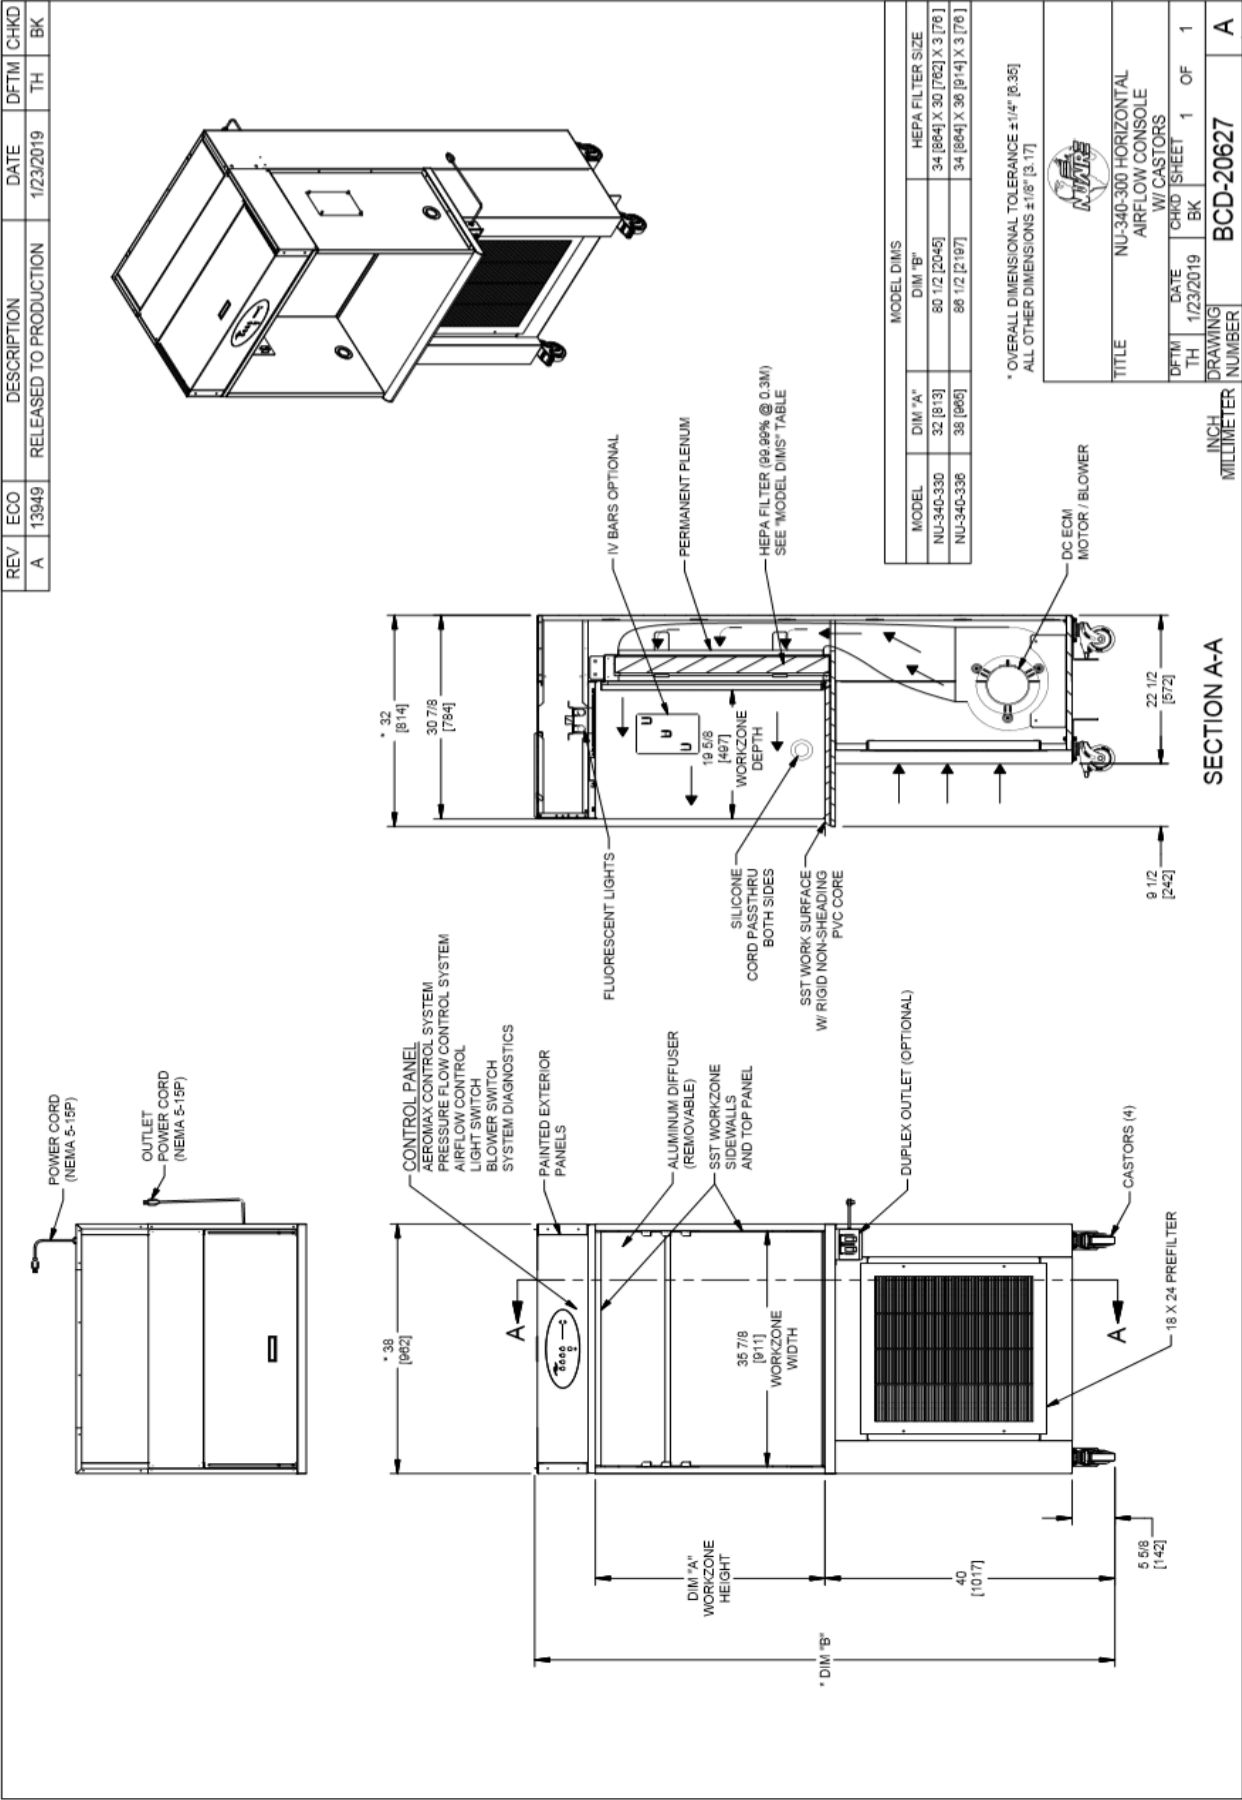 REV ECO DESCRIPTION DATE DFTM CHKD
A 13949 RELEASED TO PRODUCTION 1/23/2019 TH BK
POWER CORD
(NEMA 5-15P)
OUTLET
POWER CORD
(NEMA 5-15P)
* 38
[962]
CONTROL PANEL
AEROMAX CONTROL SYSTEM
PRESSURE FLOW CONTROL SYSTEM
AIRFLOW CONTROL
LIGHT SWITCH
BLOWER SWITCH
SYSTEM DIAGNOSTICS
PAINTED EXTERIOR
PANELS
ALUMINUM DIFFUSER
(REMOVABLE)
SST WORKZONE
SIDEWALLS
AND TOP PANEL
DUPLEX OUTLET (OPTIONAL)
CASTORS (4)
18 X 24 PREFILTER
A
A
35 7/8
[911]
WORKZONE
WIDTH
DIM "A"
WORKZONE
HEIGHT
40
[1017]
5 5/8
[142]
* DIM "B"
* 32
[814]
30 7/8
[784]
FLUORESCENT LIGHTS
IV BARS OPTIONAL
PERMANENT PLENUM
HEPA FILTER (99.99% @ 0.3M)
SEE "MODEL DIMS" TABLE
19 5/8
[497]
WORKZONE
DEPTH
SILICONE
CORD PASSTHRU
BOTH SIDES
SST WORK SURFACE
W/ RIGID NON-SHEADING
PVC CORE
DC ECM
MOTOR / BLOWER
22 1/2
[572]
9 1/2
[242]
SECTION A-A
MODEL DIMS
MODEL DIM "A" DIM "B" HEPA FILTER SIZE
NU-340-330 32 [813] 80 1/2 [2045] 34 [864] X 30 [762] X 3 [76 ]
NU-340-336 38 [965] 86 1/2 [2197] 34 [864] X 36 [914] X 3 [76 ]
* OVERALL DIMENSIONAL TOLERANCE ±1/4" [6.35]
ALL OTHER DIMENSIONS ±1/8" [3.17]
NUAIRE
TITLE
NU-340-300 HORIZONTAL
AIRFLOW CONSOLE
W/ CASTORS
DFTM DATE CHKD SHEET 1 OF 1
TH 1/23/2019 BK
INCH
MILLIMETER
DRAWING
NUMBER
BCD-20627 A